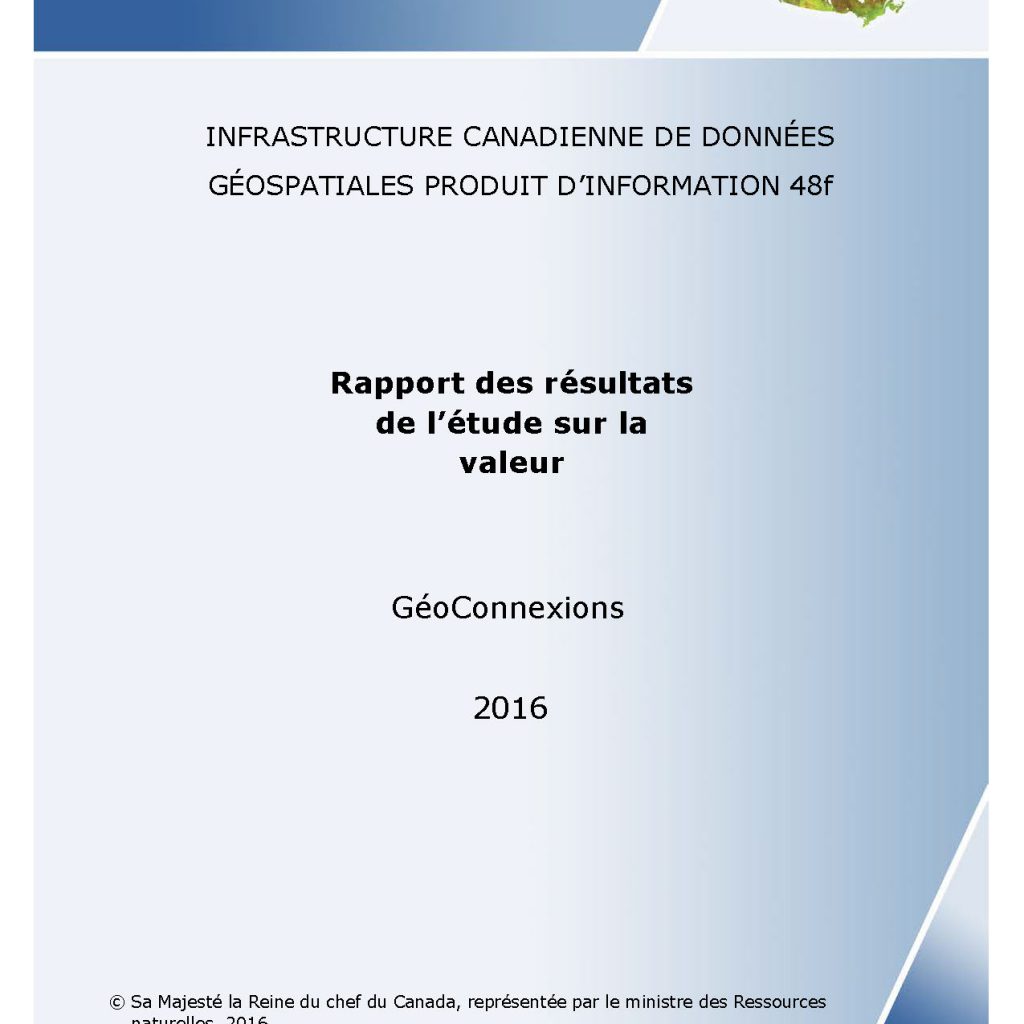 INFRASTRUCTURE CANADIENNE DE DONNÉES
GÉOSPATIALES PRODUIT D’INFORMATION 48f
Rapport des résultats
de l’étude sur la
valeur
GéoConnexions
2016
© Sa Majesté la Reine du chef du Canada, représentée par le ministre des Ressources
naturelles, 2016